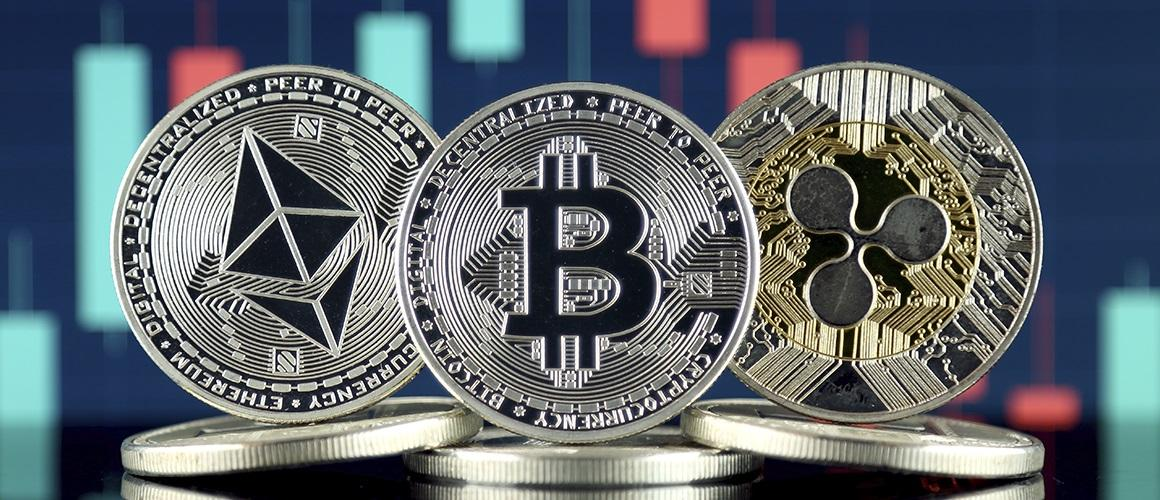 DIGITAL DECENTRALIZED * PEER TO PEER * CURRENCY * ETHEREUM *
DIGITAL * DECENTRALIZED * PEER TO PEER * CRYPTOCURRENCY * BITCOIN *